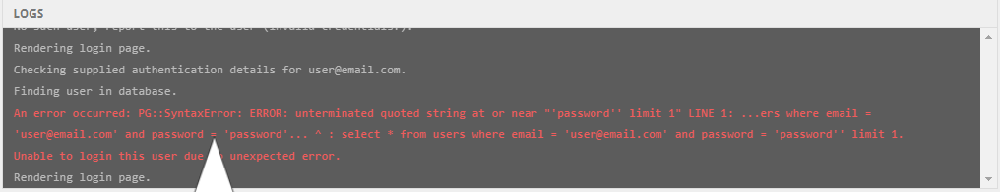 LOGS
No such user, report this to the user (invalid credentials?).
Rendering login page.
Checking supplied authentication details for user@email.com.
Finding user in database.
An error occurred: PG::SyntaxError: ERROR: unterminated quoted string at or near "'password'' limit 1" LINE 1: ...ers where email =
'user@email.com' and password = 'password'... ^ : select * from users where email = 'user@email.com' and password = 'password'' limit 1.
Unable to login this user due unexpected error.
Rendering login page.